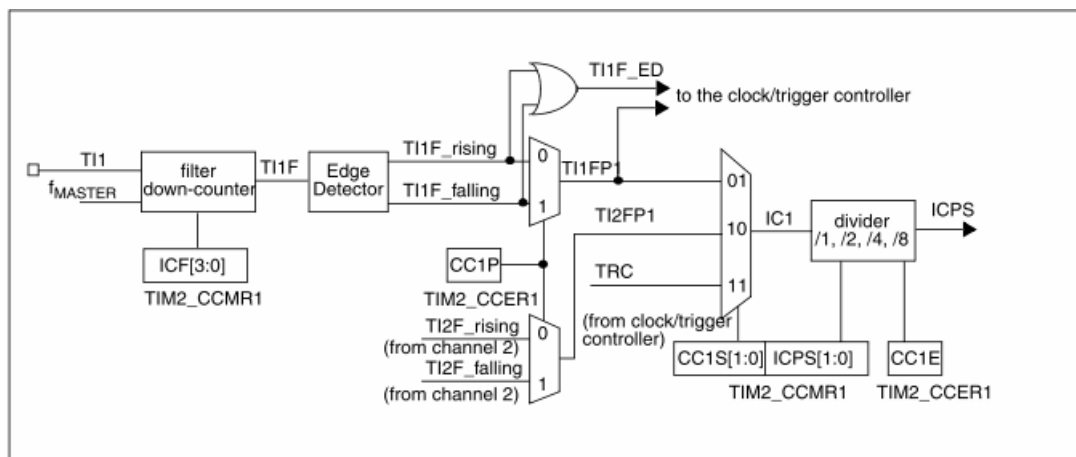 TI1F_ED
to the clock/trigger controller
TI1
f MASTER
filter
down-counter
TI1F
Edge
Detector
TI1F_rising
TI1F_falling
0
1
TI1FP1
TI2FP1
TRC
01
10
11
IC1
divider
/1, /2, /4, /8
ICPS
ICF[3:0]
TIM2_CCMR1
CC1P
TIM2_CCER1
TI2F_rising
(from channel 2)
TI2F_falling
(from channel 2)
0
1
(from clock/trigger
controller)
CC1S[1:0]
ICPS[1:0]
TIM2_CCMR1
CC1E
TIM2_CCER1